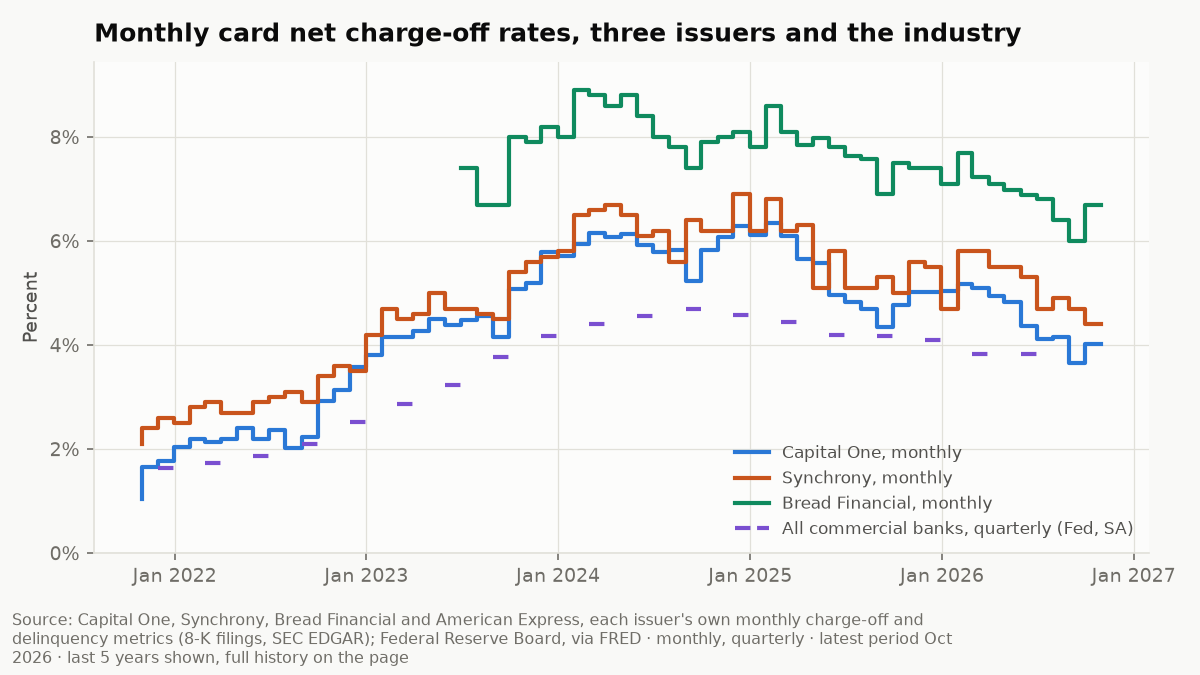 Monthly card net charge-off rates, three issuers and the industry
Percent
8%
6%
4%
2%
0%
Jan 2022
Jan 2023
Jan 2024
Jan 2025
Jan 2026
Jan 2027
Capital One, monthly
Synchrony, monthly
Bread Financial, monthly
All commercial banks, quarterly (Fed, SA)
Source: Capital One, Synchrony, Bread Financial and American Express, each issuer's own monthly charge-off and
delinquency metrics (8-K filings, SEC EDGAR); Federal Reserve Board, via FRED · monthly, quarterly · latest period Oct
2026 · last 5 years shown, full history on the page